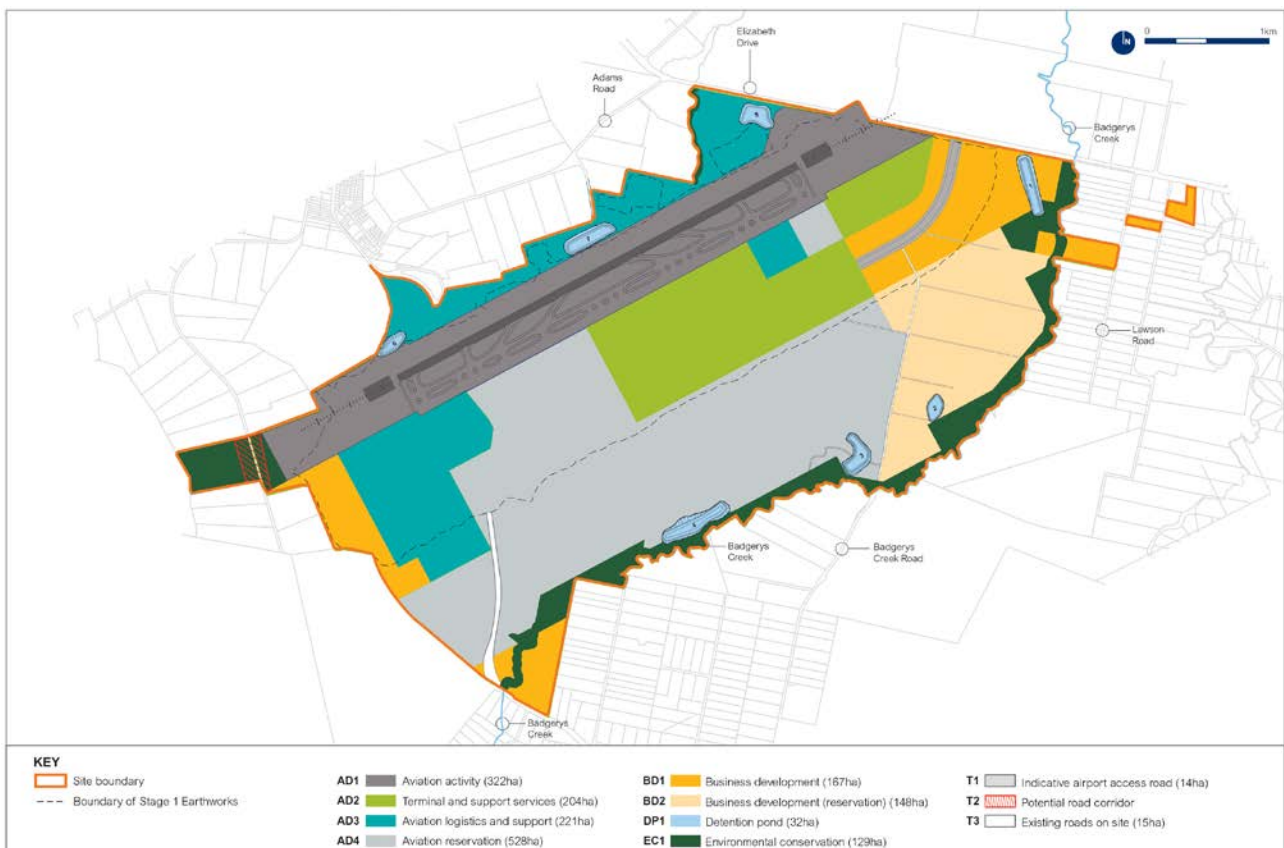 Elizabeth
Drive
0
1km
N
Adams
Road
Badgerys
Creek
Lawson
Road
Badgerys
Creek
Badgerys
Creek Road
Badgerys
Creek
KEY
Site boundary
Boundary of Stage 1 Earthworks
AD1 Aviation activity (322ha)
AD2 Terminal and support services (204ha)
AD3 Aviation logistics and support (221ha)
AD4 Aviation reservation (528ha)
BD1 Business development (167ha)
BD2 Business development (reservation) (148ha)
DP1 Detention pond (32ha)
EC1 Environmental conservation (129ha)
T1 Indicative airport access road (14ha)
T2 Potential road corridor
T3 Existing roads on site (15ha)